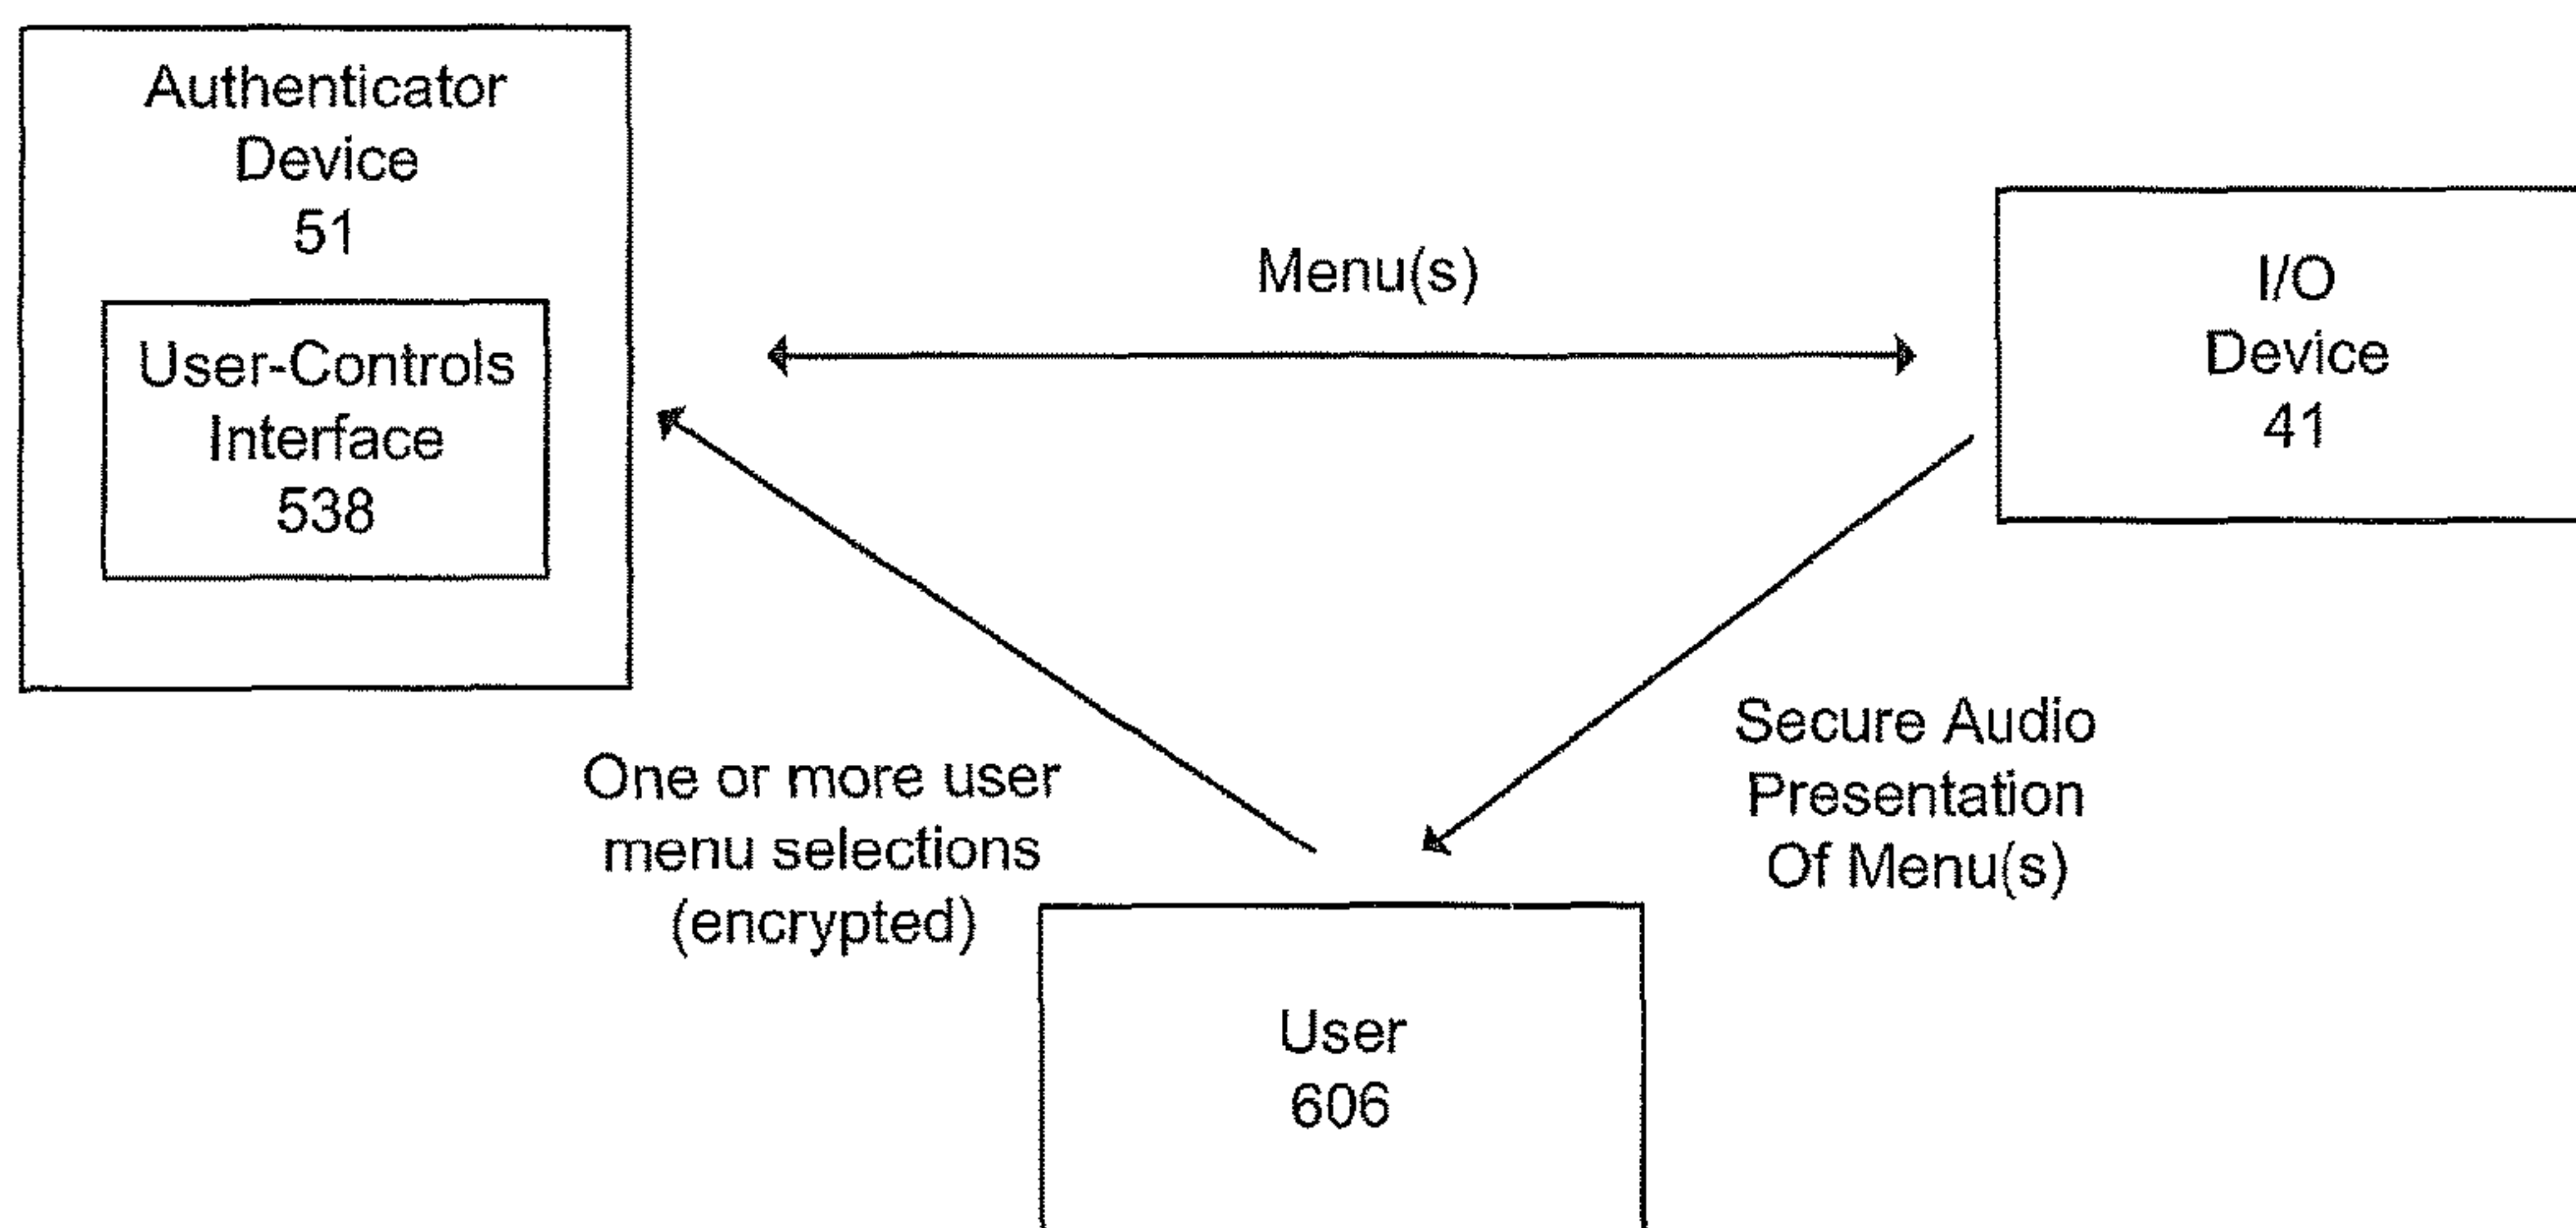 Authenticator
Device
51
User-Controls
Interface
538
Menu(s)
I/O
Device
41
One or more user
menu selections
(encrypted)
Secure Audio
Presentation
Of Menu(s)
User
606